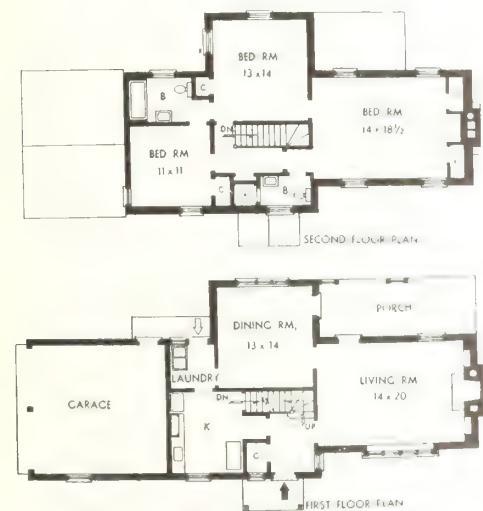 BED RM
13 x 14
B
C
BED RM
14 x 18½
DN
BED RM
11 x 11
C
B
SECOND FLOOR PLAN
PORCH
DINING RM,
13 x 14
LAUNDRY
LIVING RM
14 x 20
GARAGE
DN
UP
K
C
FIRST FLOOR PLAN